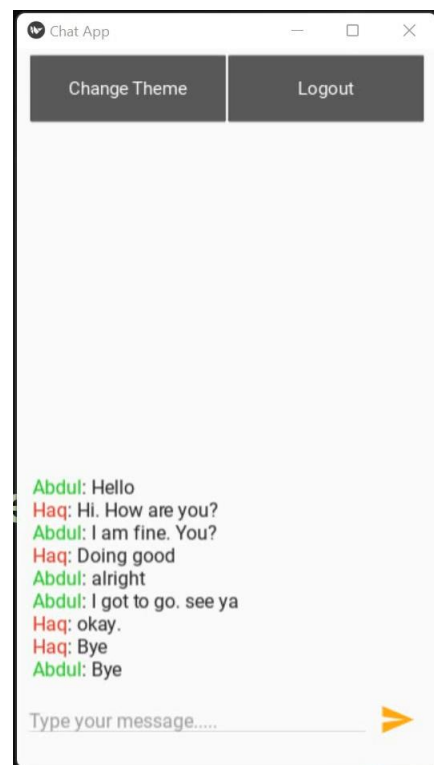 Chat App
Change Theme
Logout
Abdul: Hello
Haq: Hi. How are you?
Abdul: I am fine. You?
Haq: Doing good
Abdul: alright
Abdul: I got to go. see ya
Haq: okay.
Haq: Bye
Abdul: Bye
Type your message.....